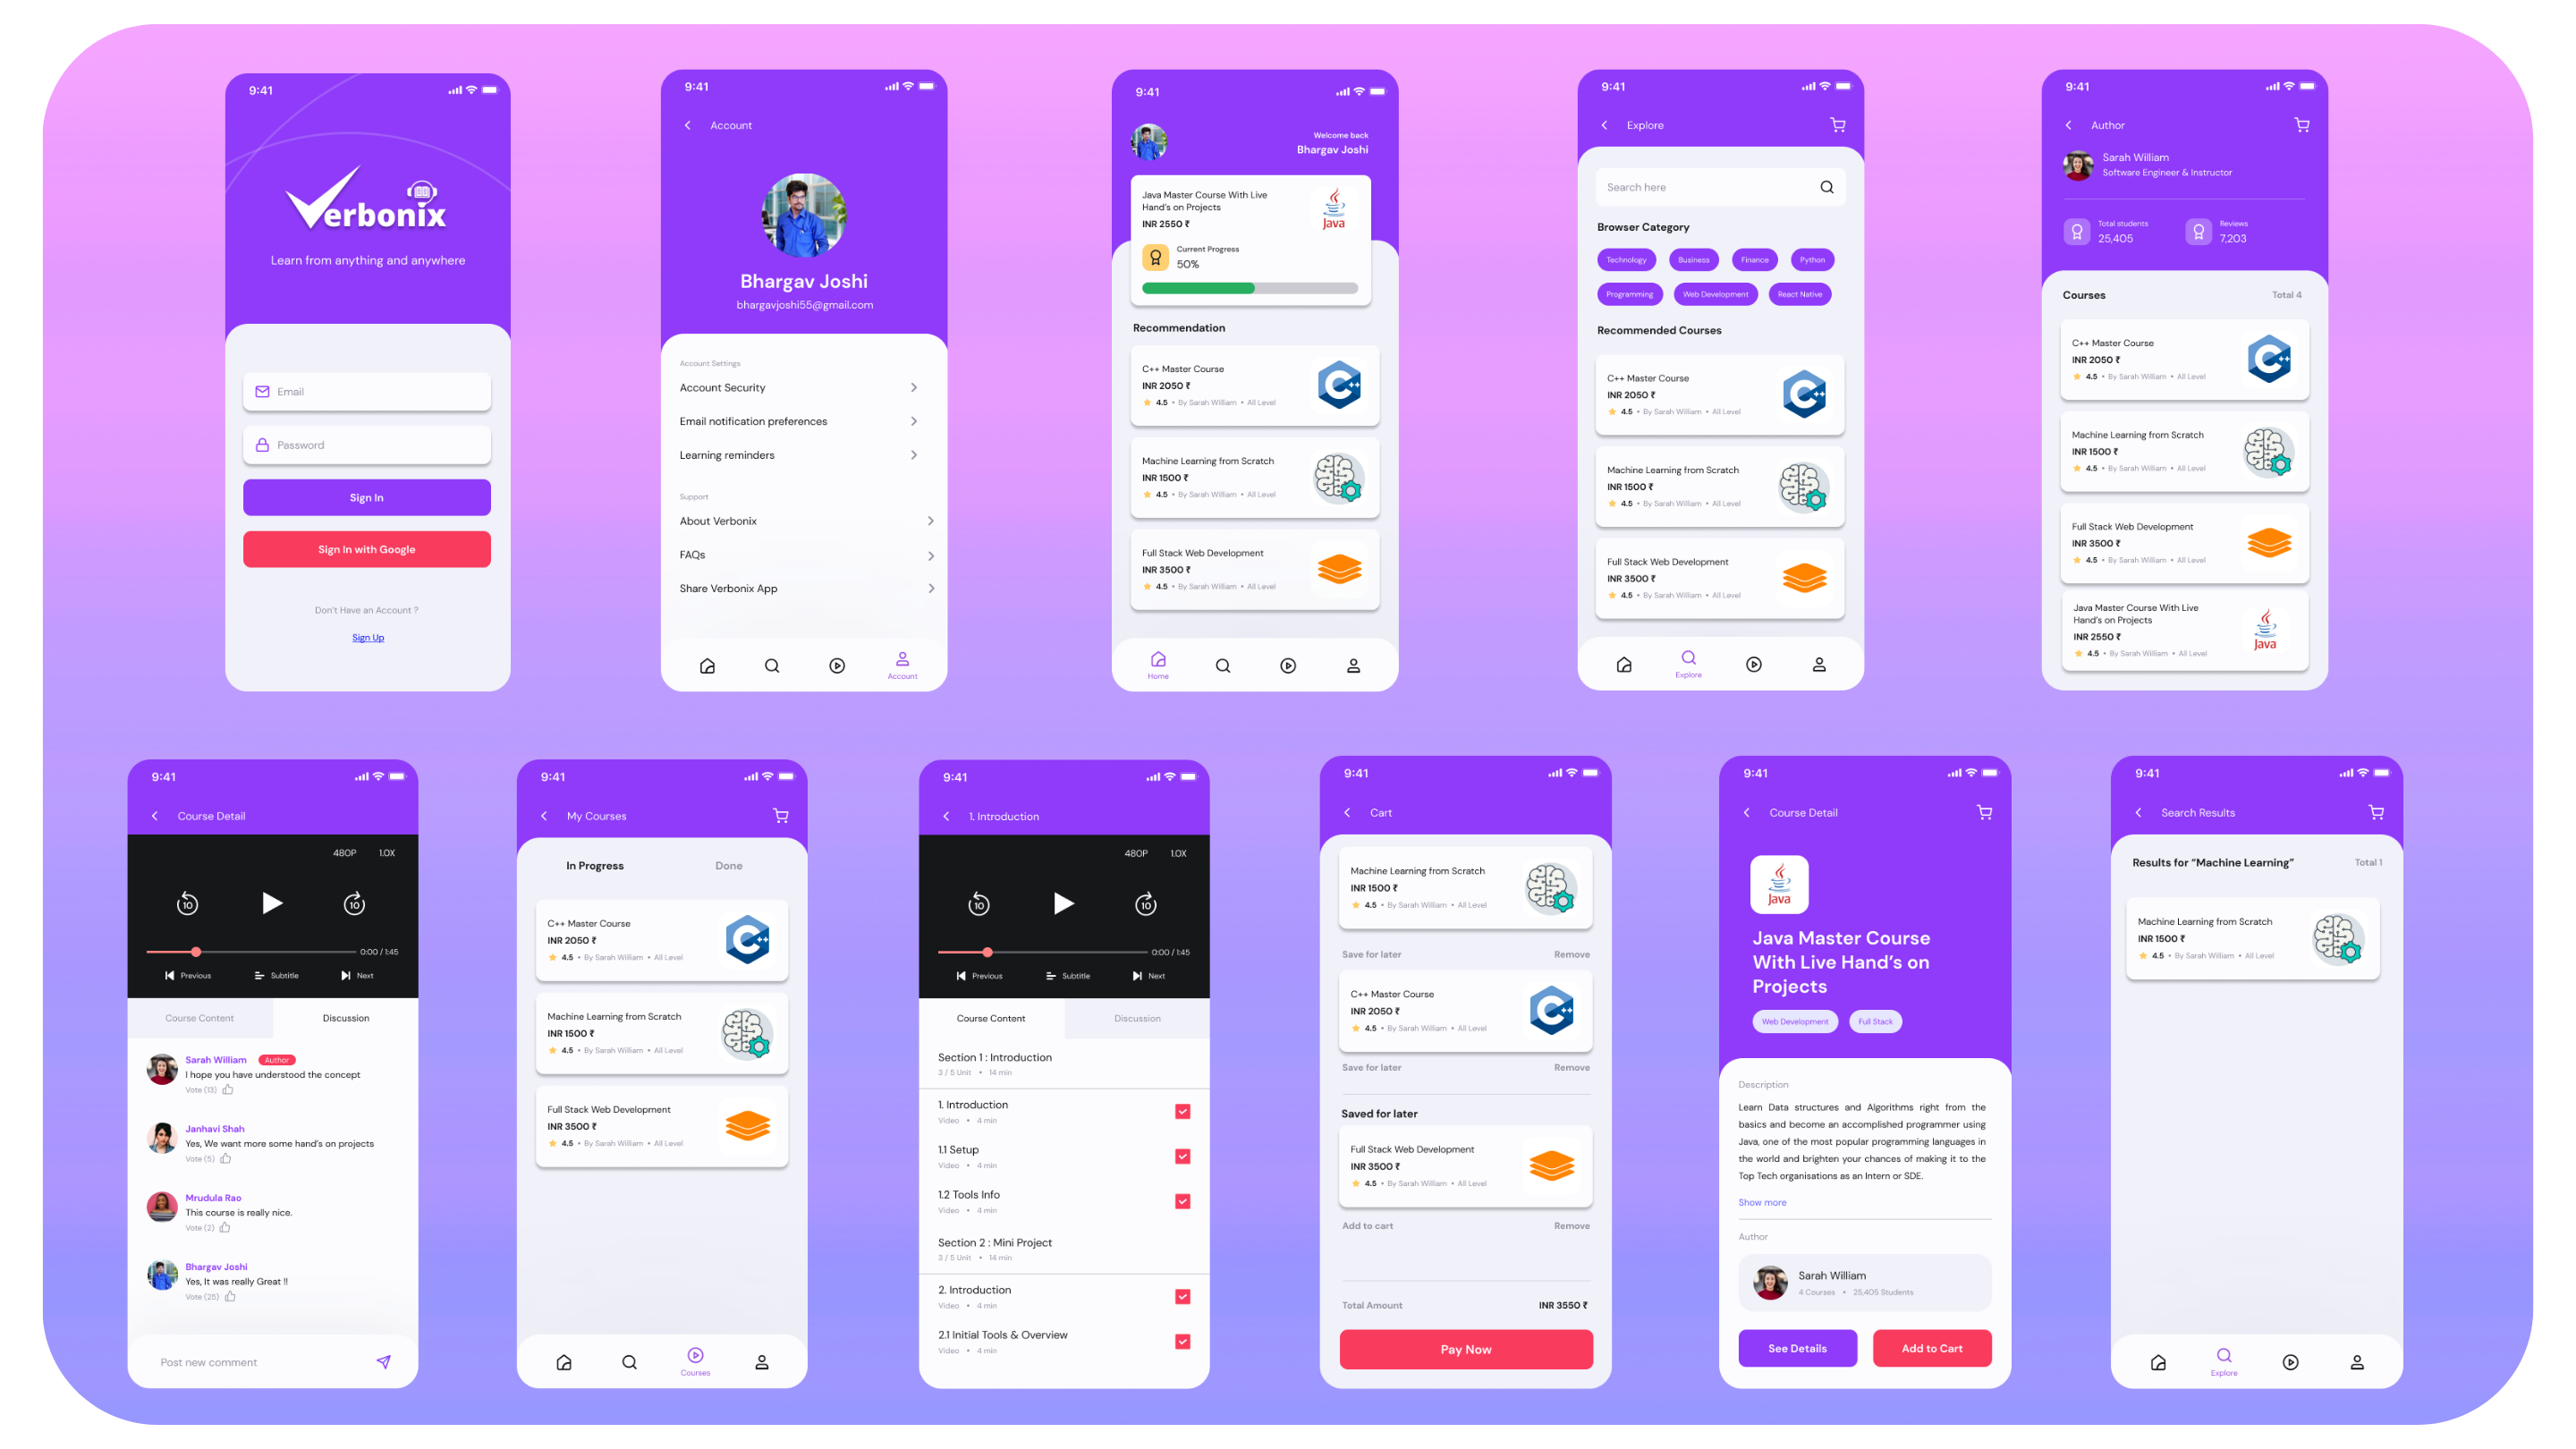 9:41
Verbonix
Learn from anything and anywhere
Email
Password
Sign In
Sign In with Google
Don't Have an Account ?
Sign Up
9:41
Account
Bhargav Joshi
bhargavjoshi55@gmail.com
Account Settings
Account Security
Email notification preferences
Learning reminders
Support
About Verbonix
FAQs
Share Verbonix App
Account
9:41
Welcome back
Bhargav Joshi
Java Master Course With Live
Hand's on Projects
INR 2550 ₹
Java
Current Progress
50%
Recommendation
C++ Master Course
INR 2050 ₹
4.5 • By Sarah William • All Level
C++
Machine Learning from Scratch
INR 1500 ₹
4.5 • By Sarah William • All Level
Full Stack Web Development
INR 3500 ₹
4.5 • By Sarah William • All Level
Home
9:41
Explore
Search here
Browser Category
Technology Business Finance Python
Programming Web Development React Native
Recommended Courses
C++ Master Course
INR 2050 ₹
4.5 • By Sarah William • All Level
C++
Machine Learning from Scratch
INR 1500 ₹
4.5 • By Sarah William • All Level
Full Stack Web Development
INR 3500 ₹
4.5 • By Sarah William • All Level
Explore
9:41
Author
Sarah William
Software Engineer & Instructor
Total students
25,405
Reviews
7,203
Courses Total 4
C++ Master Course
INR 2050 ₹
4.5 • By Sarah William • All Level
C++
Machine Learning from Scratch
INR 1500 ₹
4.5 • By Sarah William • All Level
Full Stack Web Development
INR 3500 ₹
4.5 • By Sarah William • All Level
Java Master Course With Live
Hand's on Projects
INR 2550 ₹
4.5 • By Sarah William • All Level
Java
9:41
Course Detail
480P 1.0X
10 10
0:00 / 1:45
Previous Subtitle Next
Course Content Discussion
Sarah William Author
I hope you have understood the concept
Vote (13)
Janhavi Shah
Yes, We want more some hand's on projects
Vote (5)
Mrudula Rao
This course is really nice.
Vote (2)
Bhargav Joshi
Yes, It was really Great !!
Vote (25)
Post new comment
9:41
My Courses
In Progress Done
C++ Master Course
INR 2050 ₹
4.5 • By Sarah William • All Level
C++
Machine Learning from Scratch
INR 1500 ₹
4.5 • By Sarah William • All Level
Full Stack Web Development
INR 3500 ₹
4.5 • By Sarah William • All Level
Courses
9:41
1. Introduction
480P 1.0X
10 10
0:00 / 1:45
Previous Subtitle Next
Course Content Discussion
Section 1 : Introduction
3 / 5 Unit • 14 min
1. Introduction
Video • 4 min
1.1 Setup
Video • 4 min
1.2 Tools Info
Video • 4 min
Section 2 : Mini Project
3 / 5 Unit • 14 min
2. Introduction
Video • 4 min
2.1 Initial Tools & Overview
Video • 4 min
9:41
Cart
Machine Learning from Scratch
INR 1500 ₹
4.5 • By Sarah William • All Level
Save for later Remove
C++ Master Course
INR 2050 ₹
4.5 • By Sarah William • All Level
C++
Save for later Remove
Saved for later
Full Stack Web Development
INR 3500 ₹
4.5 • By Sarah William • All Level
Add to cart Remove
Total Amount INR 3550 ₹
Pay Now
9:41
Course Detail
Java
Java Master Course
With Live Hand's on
Projects
Web Development Full Stack
Description
Learn Data structures and Algorithms right from the
basics and become an accomplished programmer using
Java, one of the most popular programming languages in
the world and brighten your chances of making it to the
Top Tech organisations as an Intern or SDE.
Show more
Author
Sarah William
4 Courses • 25,405 Students
See Details Add to Cart
9:41
Search Results
Results for “Machine Learning” Total 1
Machine Learning from Scratch
INR 1500 ₹
4.5 • By Sarah William • All Level
Explore